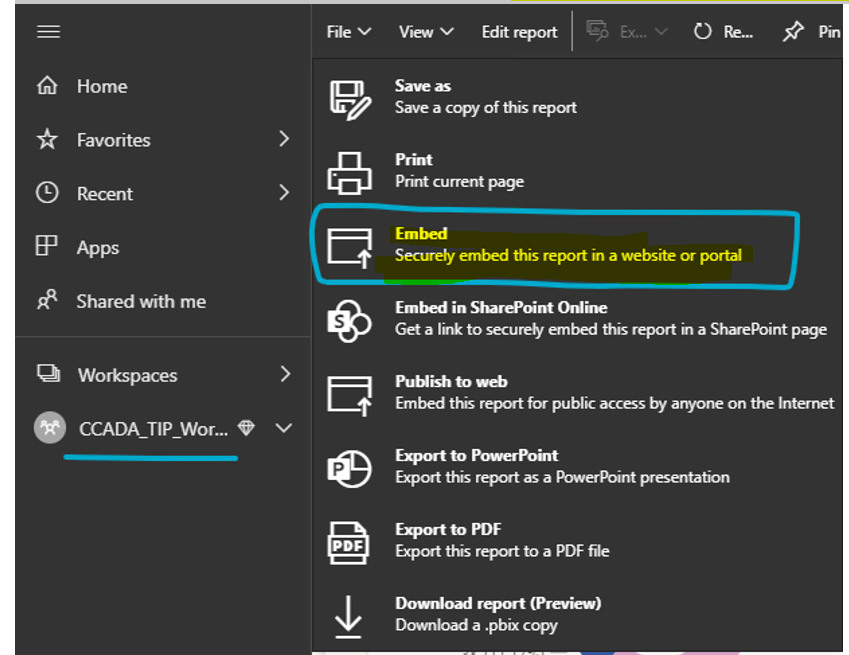 File View Edit report Ex... Re... Pin
Home
Favorites
Recent
Apps
Shared with me
Workspaces
CCADA_TIP_Wor...
Save as
Save a copy of this report
Print
Print current page
Embed
Securely embed this report in a website or portal
S
Embed in SharePoint Online
Get a link to securely embed this report in a SharePoint page
Publish to web
Embed this report for public access by anyone on the Internet
P
Export to PowerPoint
Export this report as a PowerPoint presentation
PDF
Export to PDF
Export this report to a PDF file
Download report (Preview)
Download a .pbix copy